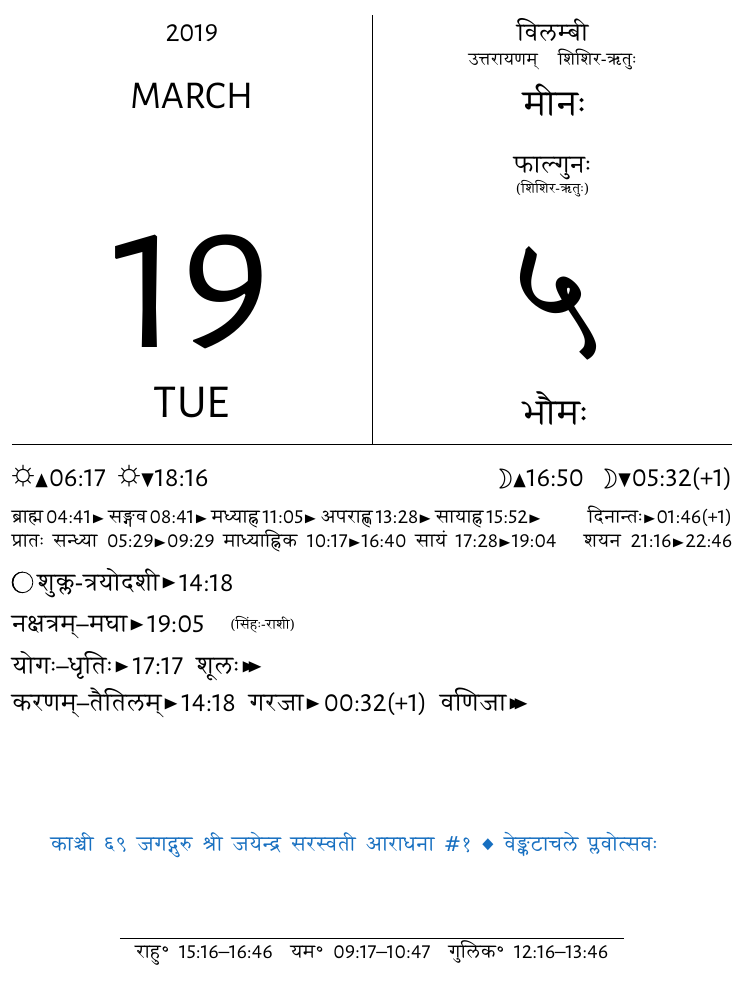 2019
MARCH
19
TUE
विलम्बी
उत्तरायणम् शिशिर-ऋतुः
मीनः
फाल्गुनः
(शिशिर-ऋतुः)
५
भौमः
☼▲06:17 ☼▼18:16 ☽▲16:50 ☽▼05:32(+1)
ब्राह्म 04:41► सङ्गव 08:41► मध्याह्न 11:05► अपराह्ण 13:28► सायाह्न 15:52► दिनान्तः►01:46(+1)
प्रातः सन्ध्या 05:29►09:29 माध्याह्निक 10:17►16:40 सायं 17:28►19:04 शयन 21:16►22:46
○शुक्ल-त्रयोदशी►14:18
नक्षत्रम्–मघा►19:05 (सिंहः-राशी)
योगः–धृतिः►17:17 शूलः►►
करणम्–तैतिलम्►14:18 गरजा►00:32(+1) वणिजा►►
काञ्ची ६९ जगद्गुरु श्री जयेन्द्र सरस्वती आराधना #१ ◆ वेङ्कटाचले प्लवोत्सवः
राहु॰ 15:16–16:46 यम॰ 09:17–10:47 गुलिक॰ 12:16–13:46